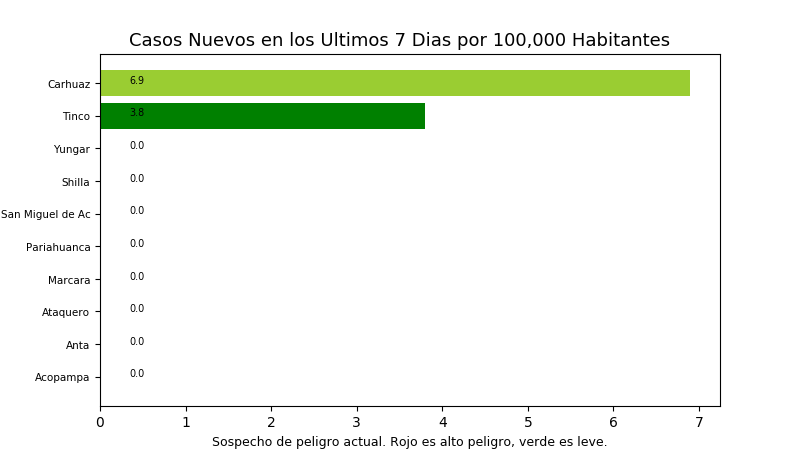 Casos Nuevos en los Ultimos 7 Dias por 100,000 Habitantes
Carhuaz 6.9
Tinco 3.8
Yungar 0.0
Shilla 0.0
San Miguel de Ac 0.0
Pariahuanca 0.0
Marcara 0.0
Ataquero 0.0
Anta 0.0
Acopampa 0.0
0 1 2 3 4 5 6 7
Sospecho de peligro actual. Rojo es alto peligro, verde es leve.